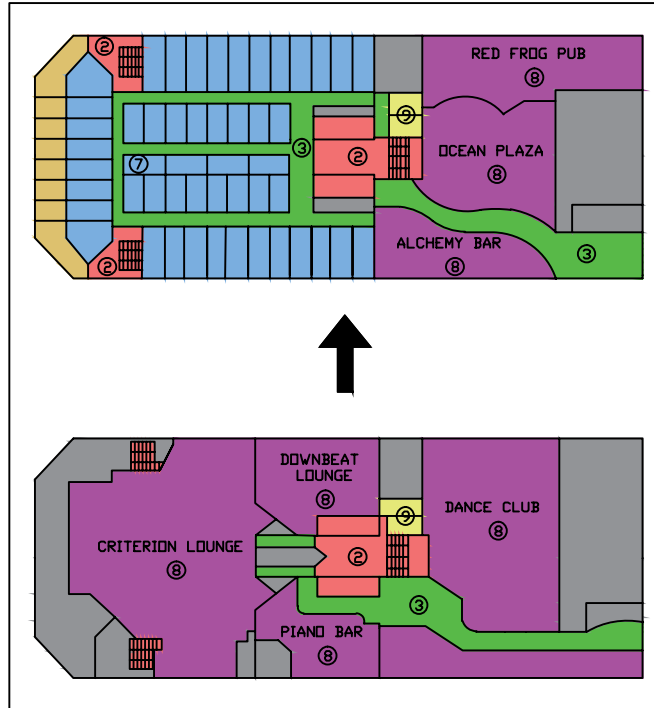 ②
RED FROG PUB
⑧
⑨
③
②
OCEAN PLAZA
⑧
⑦
ALCHEMY BAR
⑧
②
③
DOWNBEAT
LOUNGE
⑧
⑨
DANCE CLUB
⑧
CRITERION LOUNGE
⑧
②
③
PIANO BAR
⑧